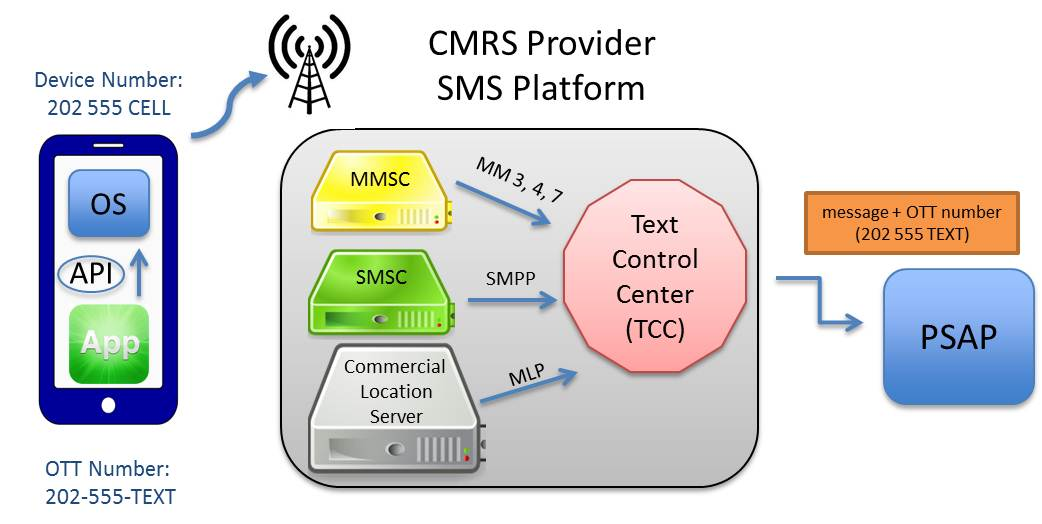 CMRS Provider
SMS Platform
Device Number:
202 555 CELL
OS
API
App
OTT Number:
202-555-TEXT
MMSC
MM 3, 4, 7
SMSC
SMPP
Commercial
Location
Server
MLP
Text
Control
Center
(TCC)
message + OTT number
(202 555 TEXT)
PSAP